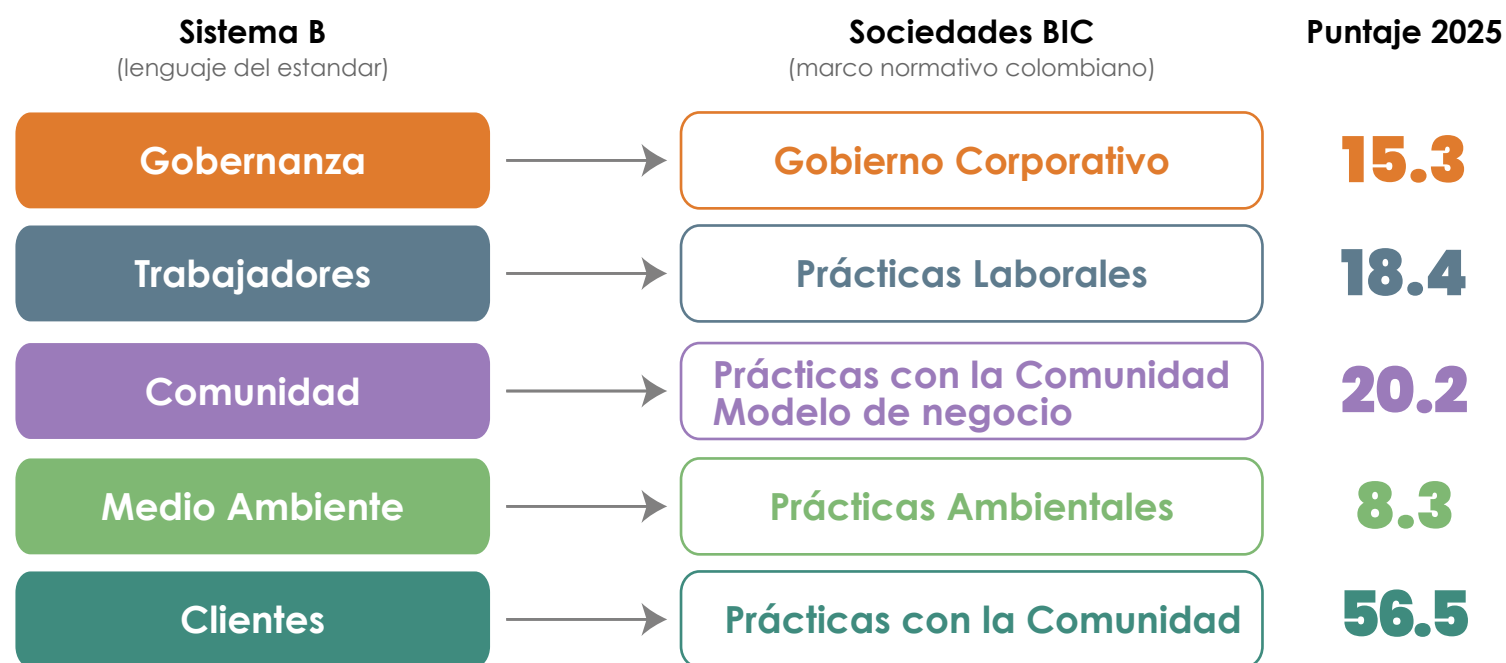 Sistema B
(lenguaje del estandar)
Sociedades BIC
(marco normativo colombiano)
Puntaje 2025
Gobernanza
Gobierno Corporativo
15.3
Trabajadores
Prácticas Laborales
18.4
Comunidad
Prácticas con la Comunidad
Modelo de negocio
20.2
Medio Ambiente
Prácticas Ambientales
8.3
Clientes
Prácticas con la Comunidad
56.5